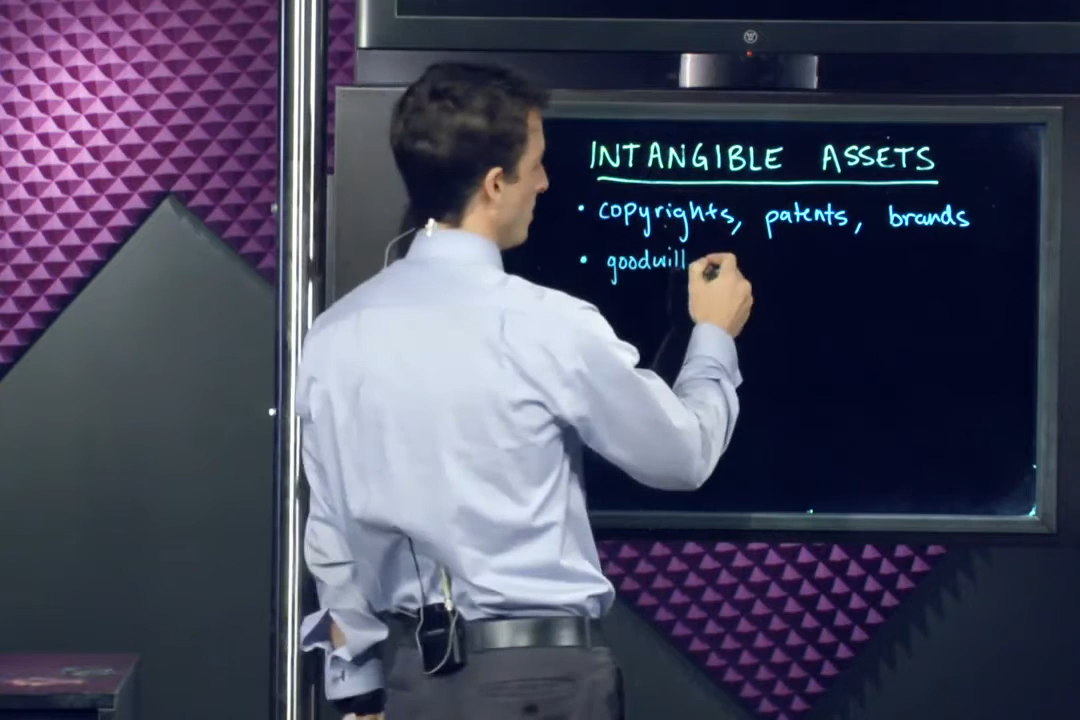 INTANGIBLE ASSETS
• copyrights, patents, brands
• goodwill